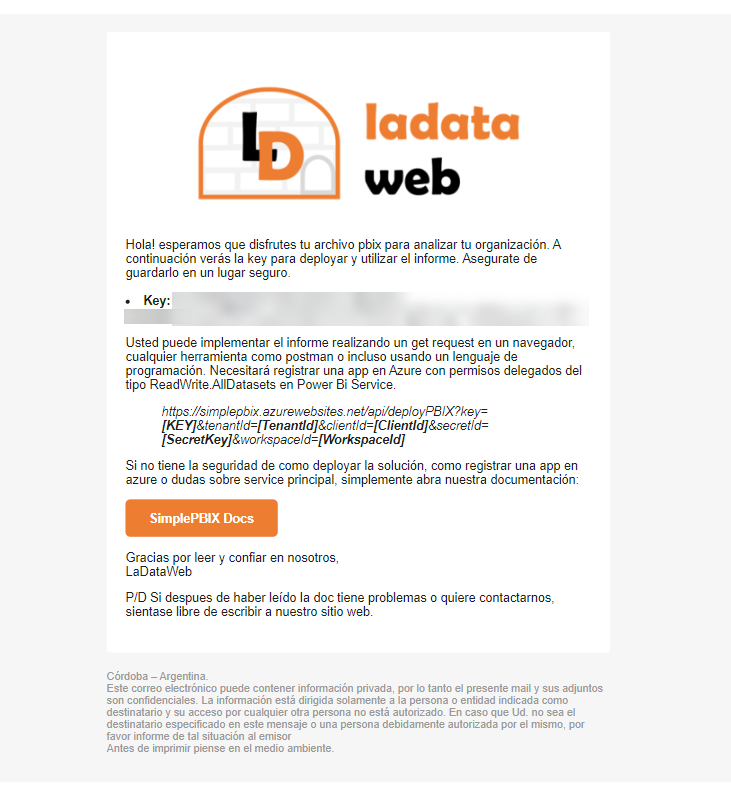 LD
ladata
web
Hola! esperamos que disfrutes tu archivo pbix para analizar tu organización. A
continuación verás la key para deployar y utilizar el informe. Asegurate de
guardarlo en un lugar seguro.
• Key:
Usted puede implementar el informe realizando un get request en un navegador,
cualquier herramienta como postman o incluso usando un lenguaje de
programación. Necesitará registrar una app en Azure con permisos delegados del
tipo ReadWrite.AllDatasets en Power Bi Service.
https://simplepbix.azurewebsites.net/api/deployPBIX?key=
[KEY]&tenantId=[TenantId]&clientId=[ClientId]&secretId=
[SecretKey]&workspaceId=[WorkspaceId]
Si no tiene la seguridad de como deployar la solución, como registrar una app en
azure o dudas sobre service principal, simplemente abra nuestra documentación:
SimplePBIX Docs
Gracias por leer y confiar en nosotros,
LaDataWeb
P/D Si despues de haber leído la doc tiene problemas o quiere contactarnos,
sientase libre de escribir a nuestro sitio web.
Córdoba – Argentina.
Este correo electrónico puede contener información privada, por lo tanto el presente mail y sus adjuntos
son confidenciales. La información está dirigida solamente a la persona o entidad indicada como
destinatario y su acceso por cualquier otra persona no está autorizado. En caso que Ud. no sea el
destinatario especificado en este mensaje o una persona debidamente autorizada por el mismo, por
favor informe de tal situación al emisor
Antes de imprimir piense en el medio ambiente.